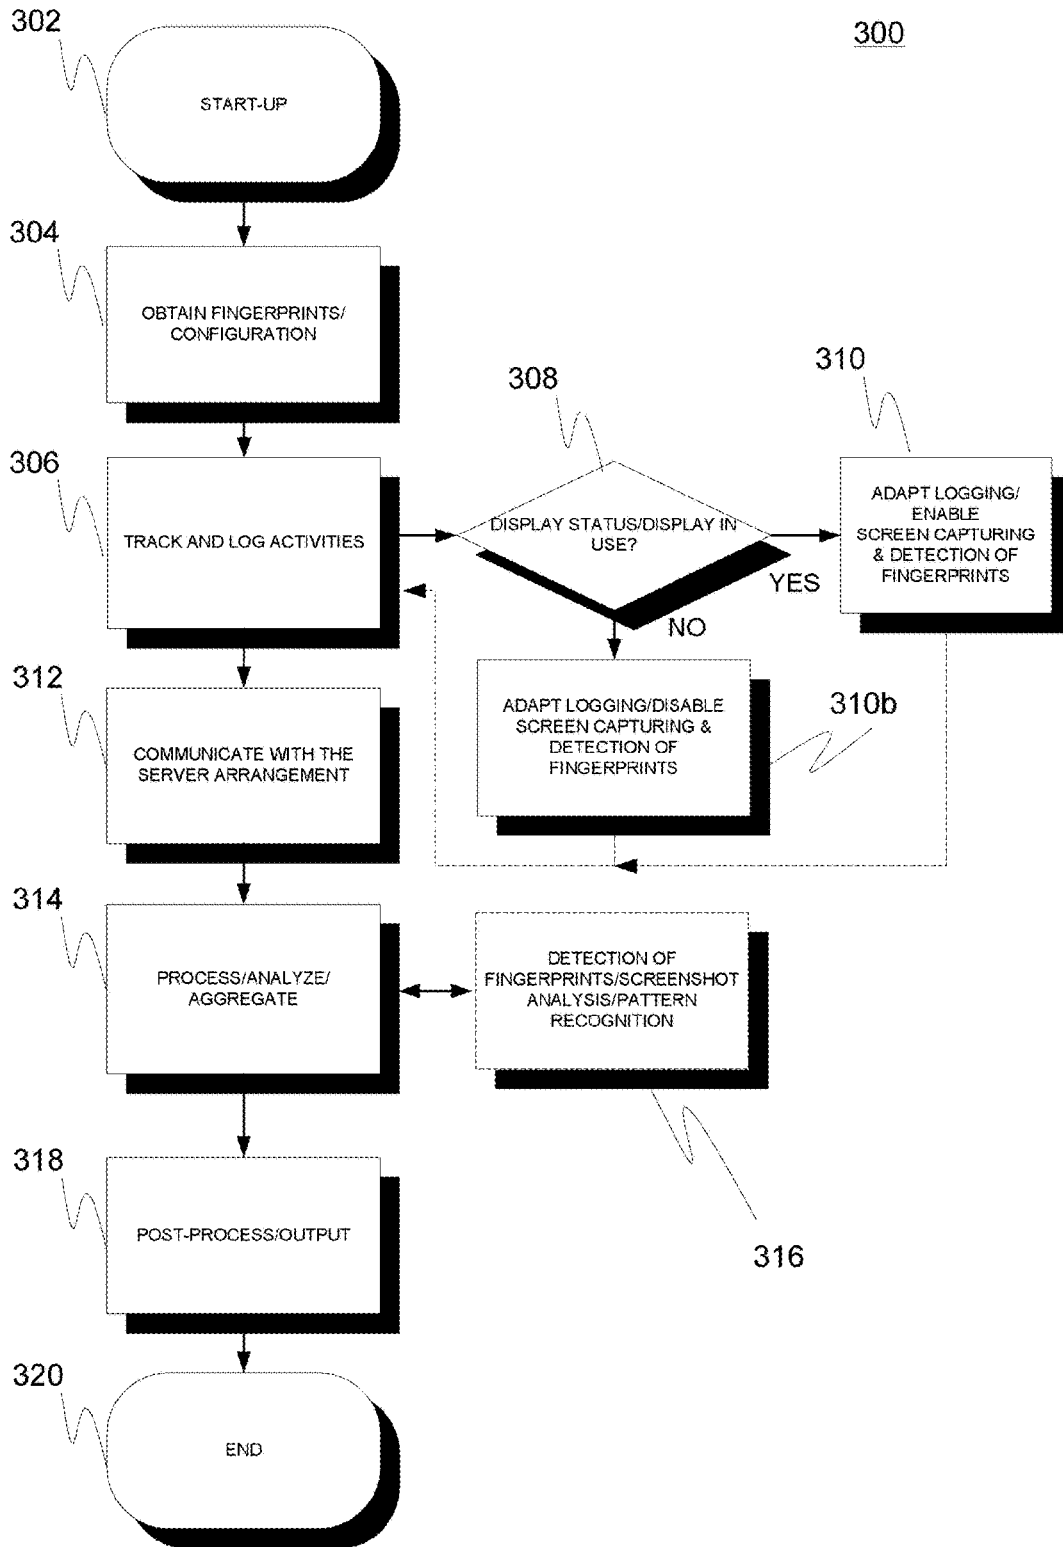 302
300
START-UP
304
OBTAIN FINGERPRINTS/
CONFIGURATION
308
310
306
TRACK AND LOG ACTIVITIES
DISPLAY STATUS/DISPLAY IN
USE?
ADAPT LOGGING/
ENABLE
SCREEN CAPTURING
& DETECTION OF
FINGERPRINTS
YES
NO
312
COMMUNICATE WITH THE
SERVER ARRANGEMENT
ADAPT LOGGING/DISABLE
SCREEN CAPTURING &
DETECTION OF
FINGERPRINTS
310b
314
PROCESS/ANALYZE/
AGGREGATE
DETECTION OF
FINGERPRINTS/SCREENSHOT
ANALYSIS/PATTERN
RECOGNITION
318
POST-PROCESS/OUTPUT
316
320
END